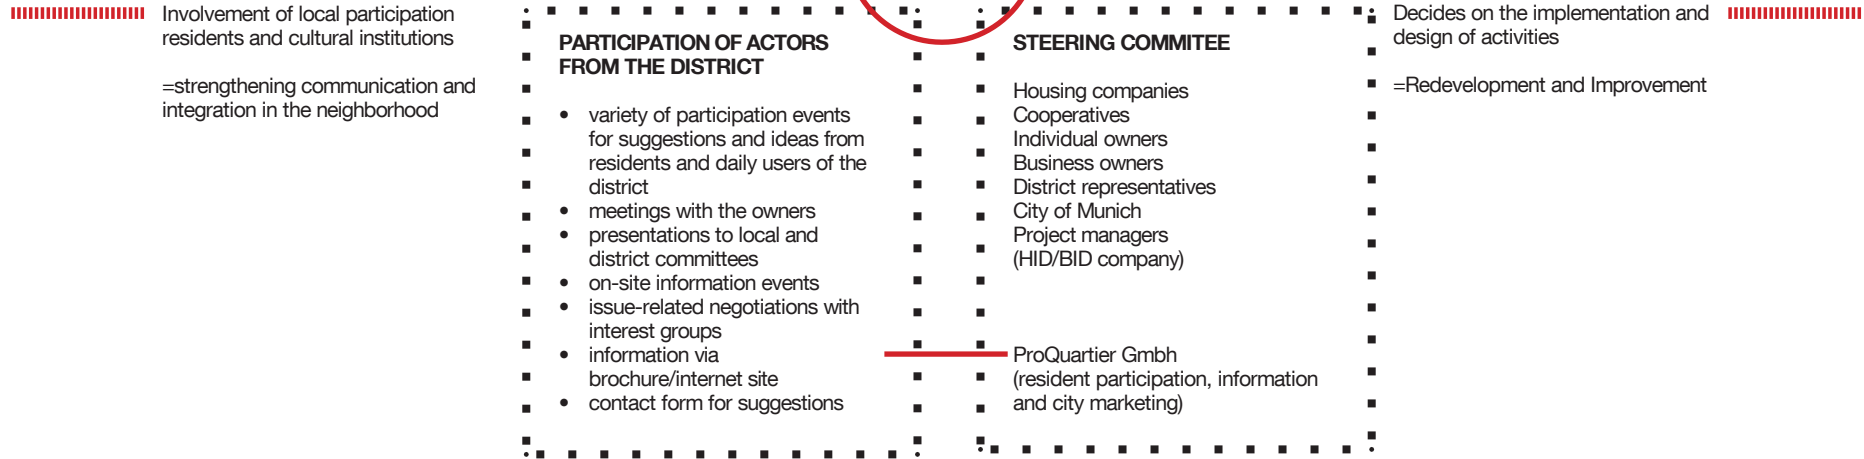 Involvement of local participation
residents and cultural institutions
=strengthening communication and
integration in the neighborhood
PARTICIPATION OF ACTORS
FROM THE DISTRICT
• variety of participation events
for suggestions and ideas from
residents and daily users of the
district
• meetings with the owners
• presentations to local and
district committees
• on-site information events
• issue-related negotiations with
interest groups
• information via
brochure/internet site
• contact form for suggestions
STEERING COMMITEE
Housing companies
Cooperatives
Individual owners
Business owners
District representatives
City of Munich
Project managers
(HID/BID company)
ProQuartier Gmbh
(resident participation, information
and city marketing)
Decides on the implementation and
design of activities
=Redevelopment and Improvement